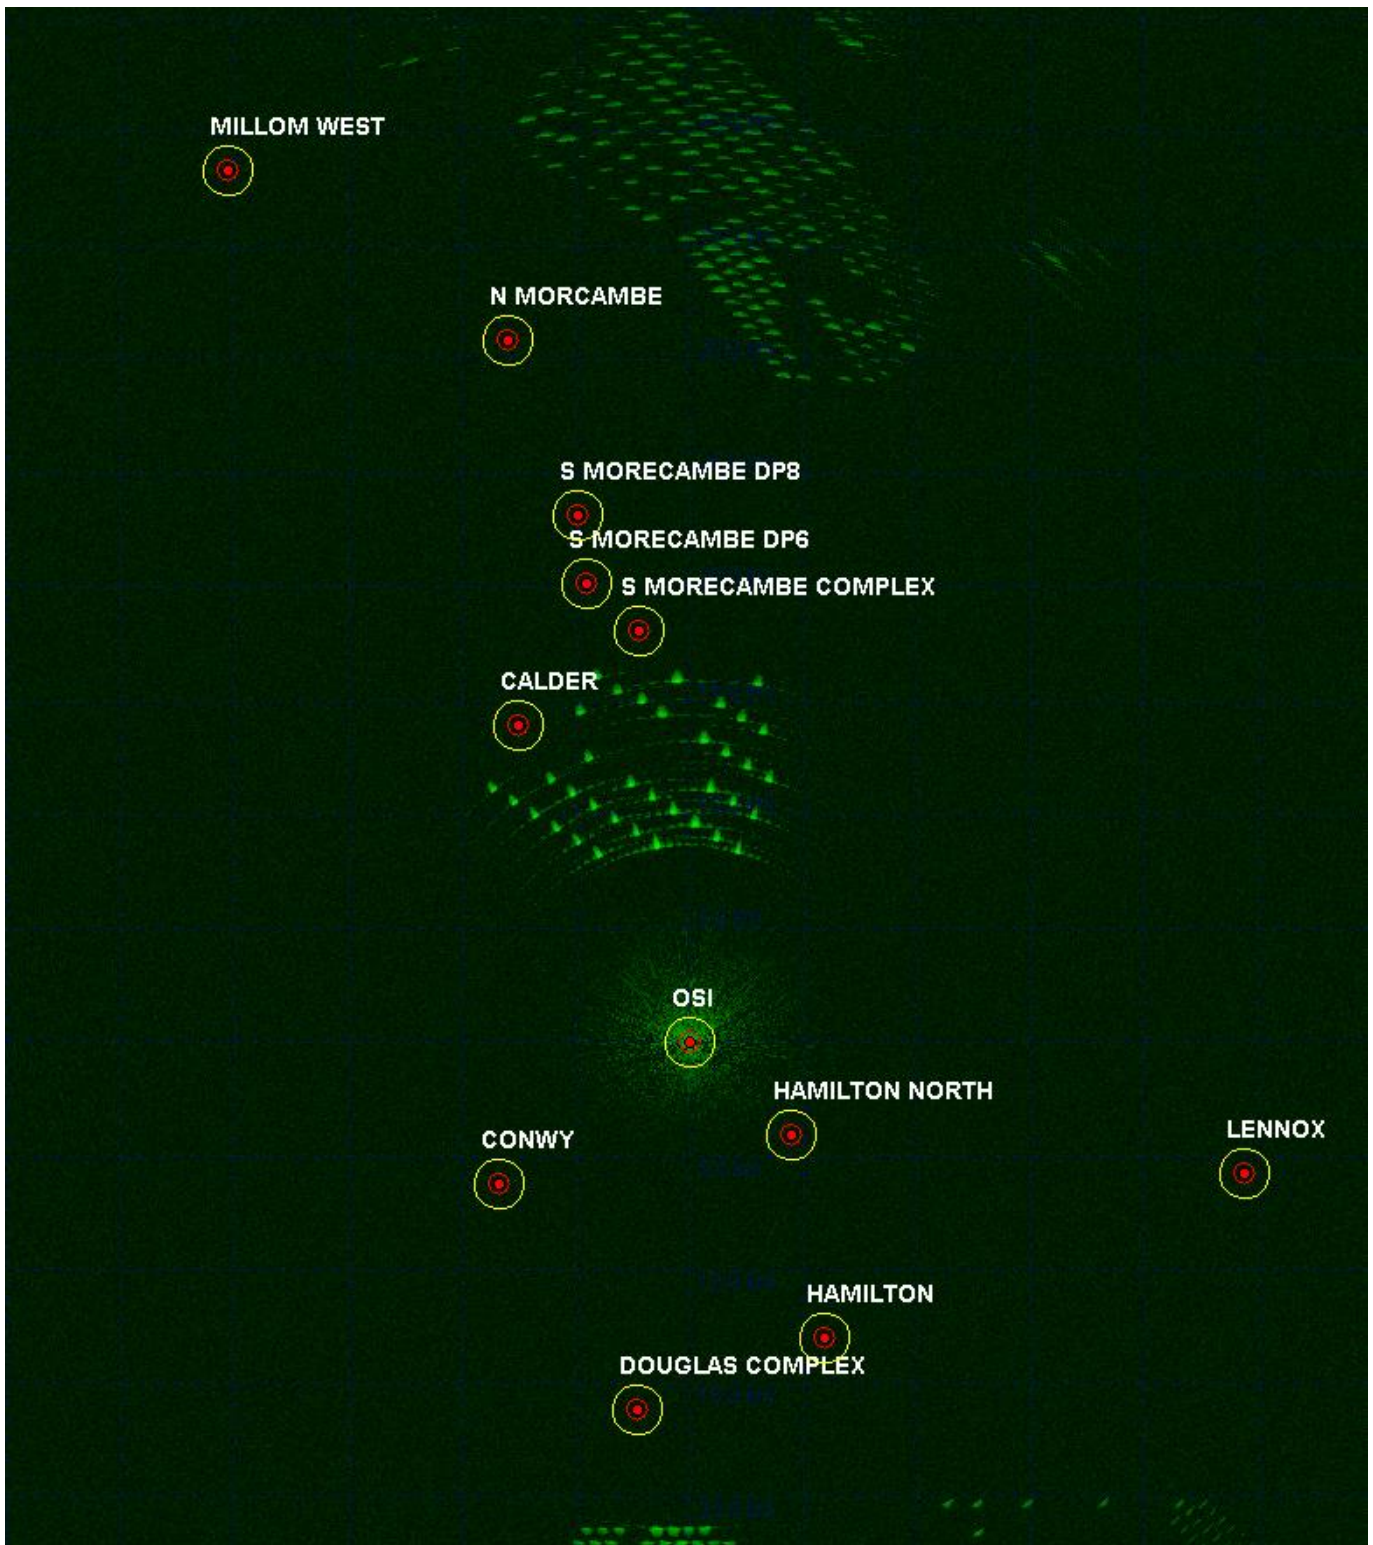 MILLOM WEST
N MORCAMBE
S MORECAMBE DP8
S MORECAMBE DP6
S MORECAMBE COMPLEX
CALDER
OSI
HAMILTON NORTH
LENNOX
CONWY
HAMILTON
DOUGLAS COMPLEX